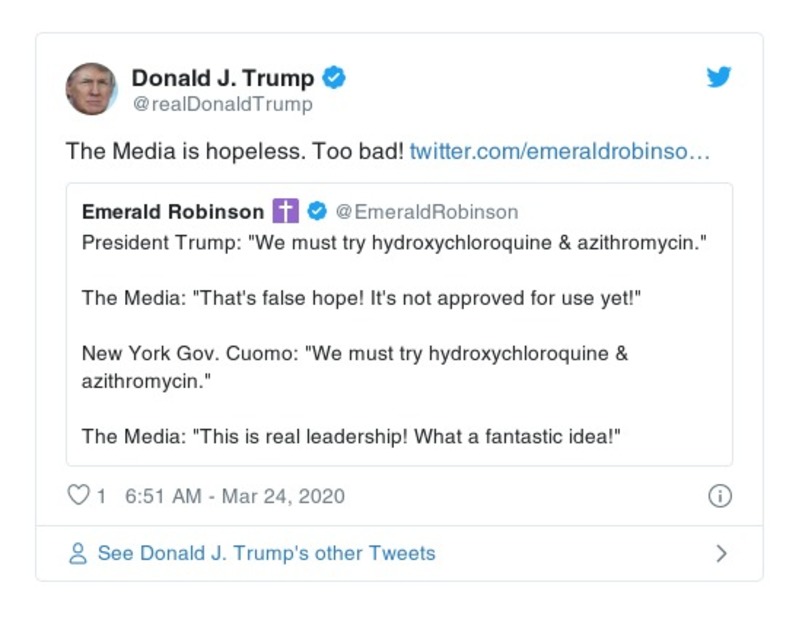 Donald J. Trump
@realDonaldTrump
The Media is hopeless. Too bad! twitter.com/emeraldrobinso…
Emerald Robinson ✝️ @EmeraldRobinson
President Trump: "We must try hydroxychloroquine & azithromycin."
The Media: "That's false hope! It's not approved for use yet!"
New York Gov. Cuomo: "We must try hydroxychloroquine &
azithromycin."
The Media: "This is real leadership! What a fantastic idea!"
1 6:51 AM - Mar 24, 2020
See Donald J. Trump's other Tweets